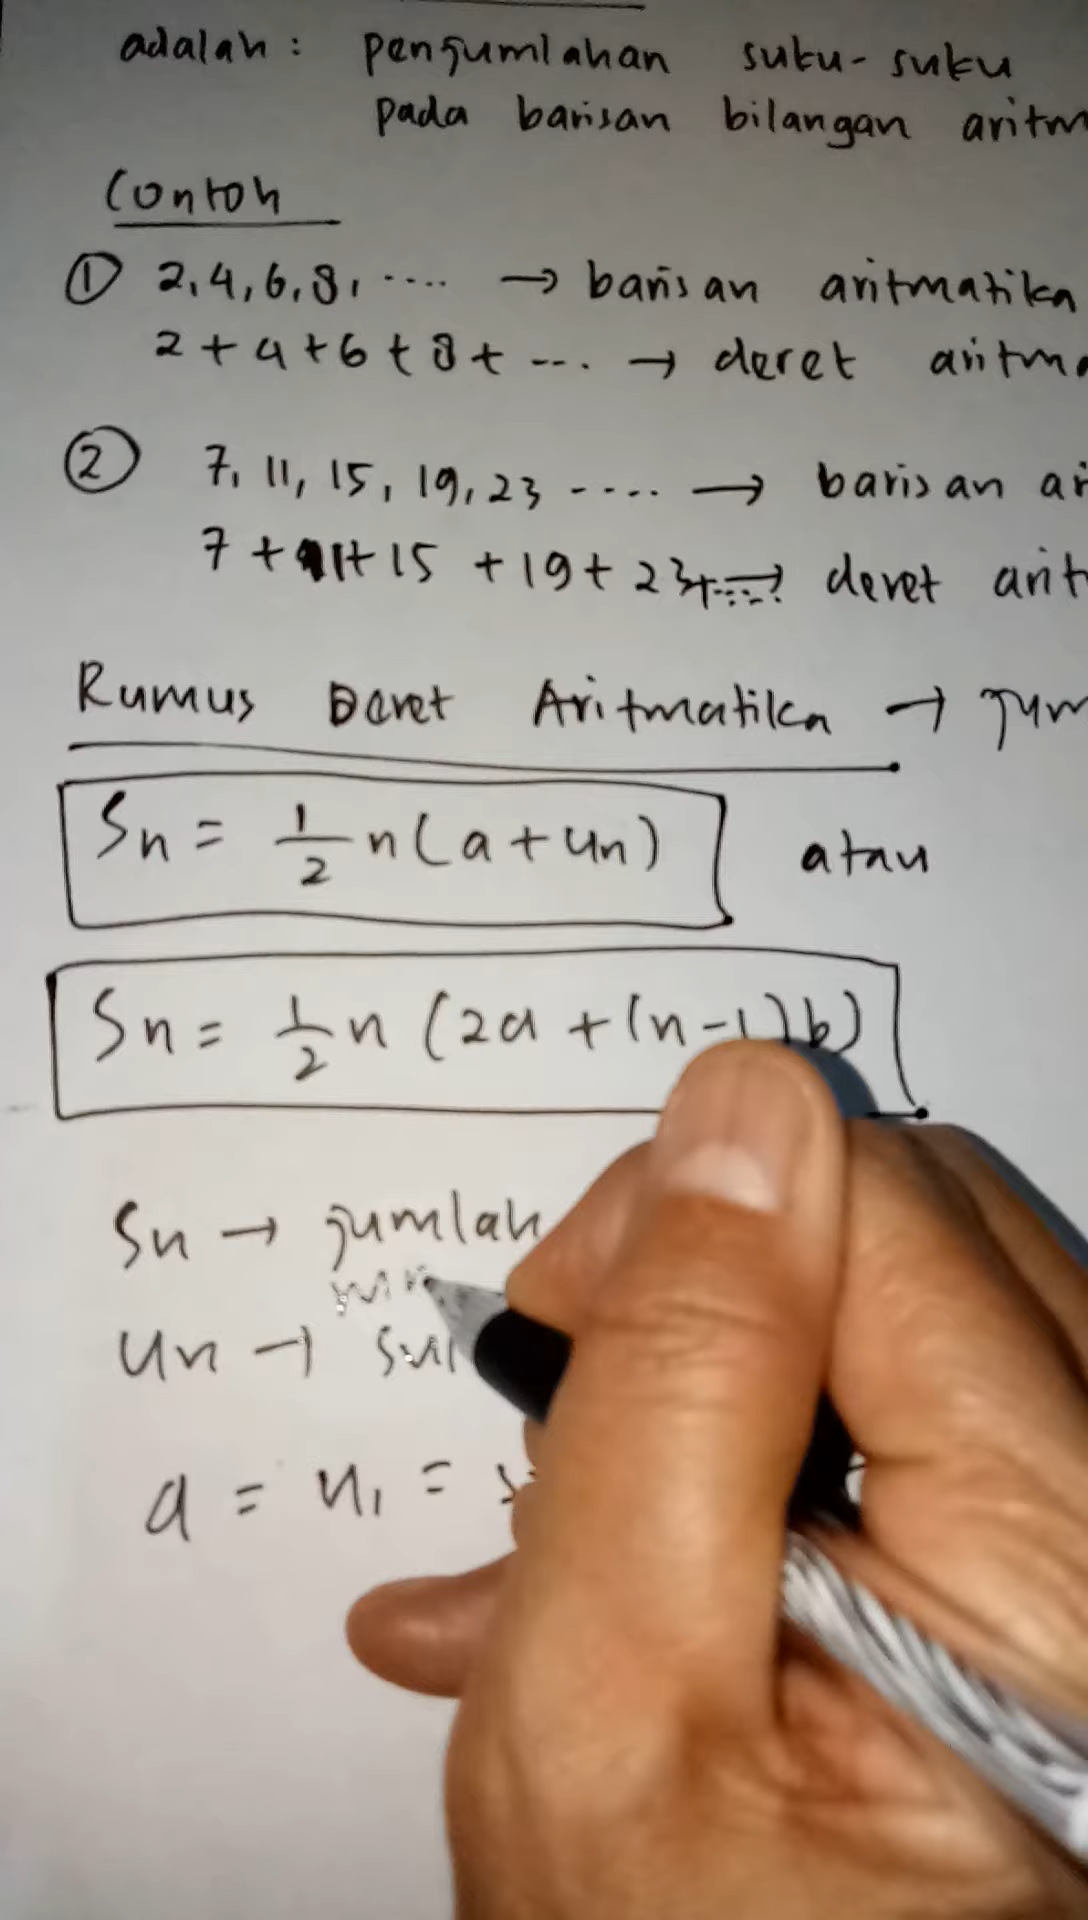 adalah : penjumlahan suku-suku
pada barisan bilangan aritm
Contoh
① 2, 4, 6, 8, .... → barisan aritmatika
2 + 4 + 6 + 8 + .... → deret aritma
② 7, 11, 15, 19, 23 ..... → barisan ar
7 + 11 + 15 + 19 + 23 + .... → deret arit
Rumus Deret Aritmatika → jum
Sn = 1/2 n (a + Un) atau
Sn = 1/2 n (2a + (n-1)b)
Sn → jumlah
Un →
a = U₁ =